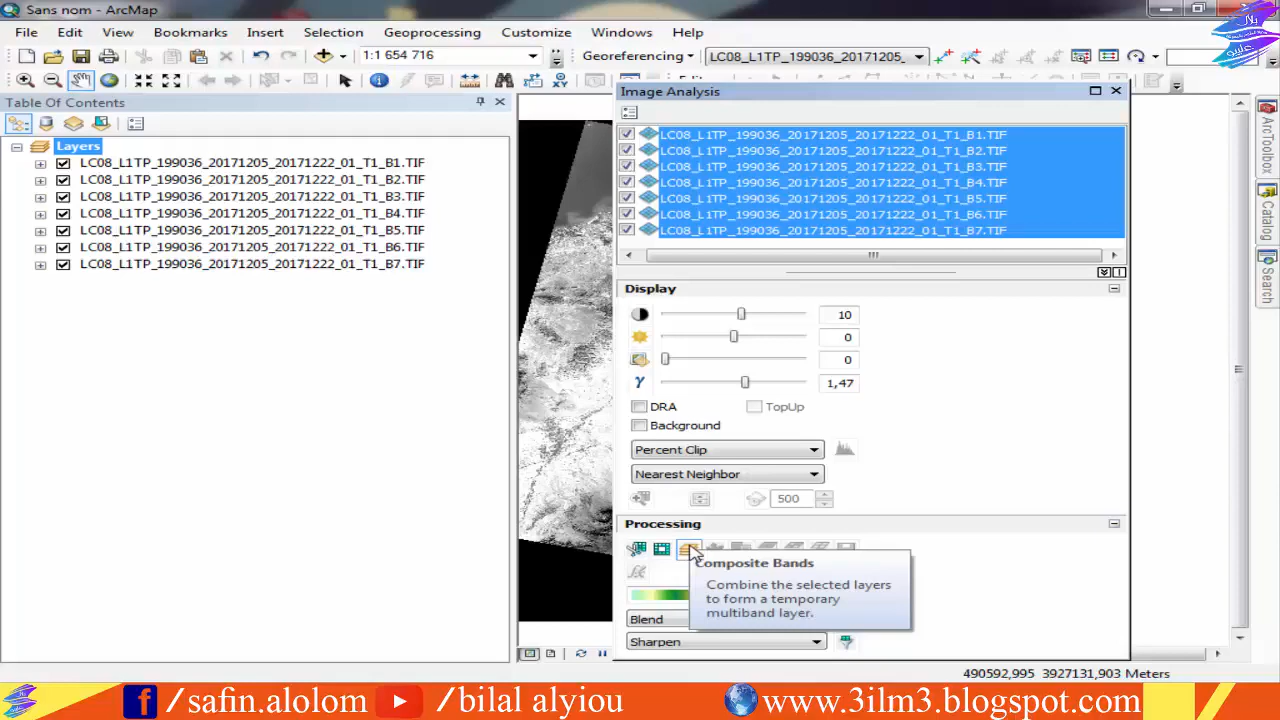 Sans nom - ArcMap
File Edit View Bookmarks Insert Selection Geoprocessing Customize Windows Help
1:1 654 716
Georeferencing
LC08_L1TP_199036_20171205_
Table Of Contents
Layers
LC08_L1TP_199036_20171205_20171222_01_T1_B1.TIF
LC08_L1TP_199036_20171205_20171222_01_T1_B2.TIF
LC08_L1TP_199036_20171205_20171222_01_T1_B3.TIF
LC08_L1TP_199036_20171205_20171222_01_T1_B4.TIF
LC08_L1TP_199036_20171205_20171222_01_T1_B5.TIF
LC08_L1TP_199036_20171205_20171222_01_T1_B6.TIF
LC08_L1TP_199036_20171205_20171222_01_T1_B7.TIF
Image Analysis
LC08_L1TP_199036_20171205_20171222_01_T1_B1.TIF
LC08_L1TP_199036_20171205_20171222_01_T1_B2.TIF
LC08_L1TP_199036_20171205_20171222_01_T1_B3.TIF
LC08_L1TP_199036_20171205_20171222_01_T1_B4.TIF
LC08_L1TP_199036_20171205_20171222_01_T1_B5.TIF
LC08_L1TP_199036_20171205_20171222_01_T1_B6.TIF
LC08_L1TP_199036_20171205_20171222_01_T1_B7.TIF
Display
10
0
0
γ 1,47
DRA TopUp
Background
Percent Clip
Nearest Neighbor
500
Processing
Composite Bands
Combine the selected layers
to form a temporary
multiband layer.
Blend
Sharpen
ArcToolbox
Catalog
Search
490592,995 3927131,903 Meters
/safin.alolom /bilal alyiou www.3ilm3.blogspot.com